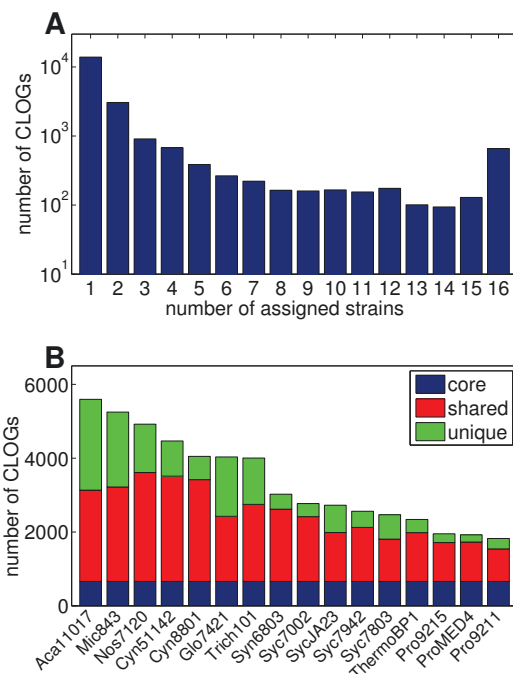 A
number of CLOGs
10^4
10^3
10^2
10^1
1 2 3 4 5 6 7 8 9 10 11 12 13 14 15 16
number of assigned strains
B
number of CLOGs
6000
4000
2000
0
core
shared
unique
Aca11017
Mic843
Nos7120
Cyn51142
Cyn8801
Glo7421
Trich101
Syn6803
Syc7002
SycJA23
Syc7942
Syc7803
ThermoBP1
Pro9215
ProMED4
Pro9211